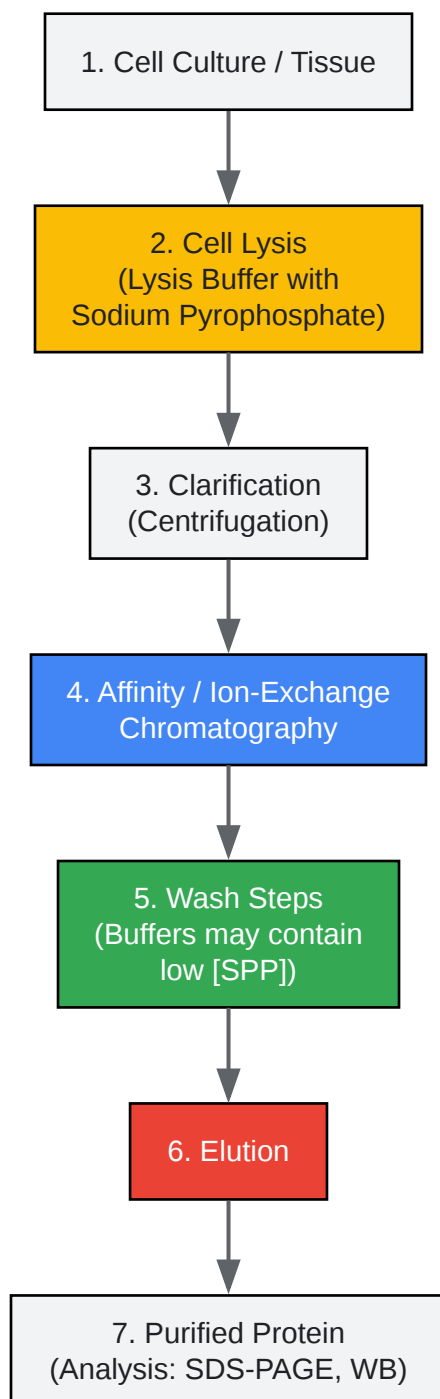 1. Cell Culture / Tissue
2. Cell Lysis
(Lysis Buffer with
Sodium Pyrophosphate)
3. Clarification
(Centrifugation)
4. Affinity / Ion-Exchange
Chromatography
5. Wash Steps
(Buffers may contain
low [SPP])
6. Elution
7. Purified Protein
(Analysis: SDS-PAGE, WB)